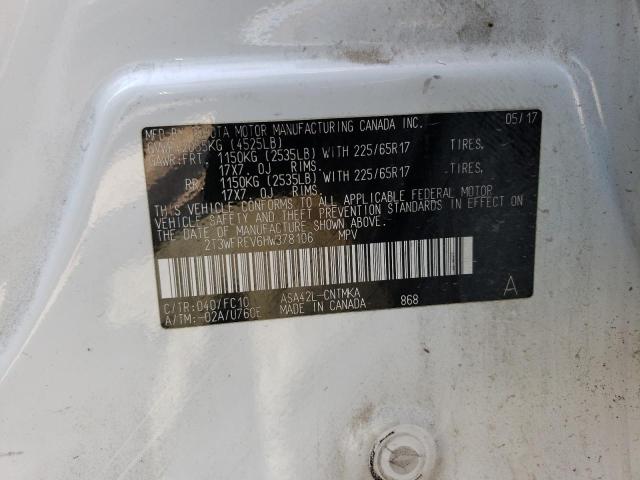 MFD. BY TOYOTA MOTOR MANUFACTURING CANADA INC. 05/17
GVWR 2055KG (4525LB)
GAWR:FRT. 1150KG (2535LB) WITH 225/65R17 TIRES,
17X7.0J RIMS.
RR. 1150KG (2535LB) WITH 225/65R17 TIRES,
17X7.0J RIMS.
THIS VEHICLE CONFORMS TO ALL APPLICABLE FEDERAL MOTOR
VEHICLE SAFETY AND THEFT PREVENTION STANDARDS IN EFFECT ON
THE DATE OF MANUFACTURE SHOWN ABOVE.
2T3WFREV6HW378106 MPV
C/TR:040/FC10 ASA42L-CNTMKA A
A/TM:-02A/U760E MADE IN CANADA 868